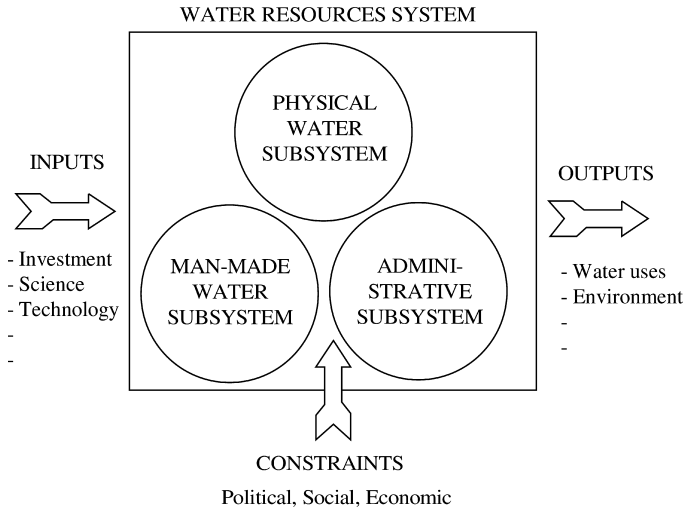 WATER RESOURCES SYSTEM
PHYSICAL
WATER
SUBSYSTEM
INPUTS
OUTPUTS
- Investment
- Science
- Technology
-
-
MAN-MADE
WATER
SUBSYSTEM
ADMINI-
STRATIVE
SUBSYSTEM
- Water uses
- Environment
-
-
CONSTRAINTS
Political, Social, Economic